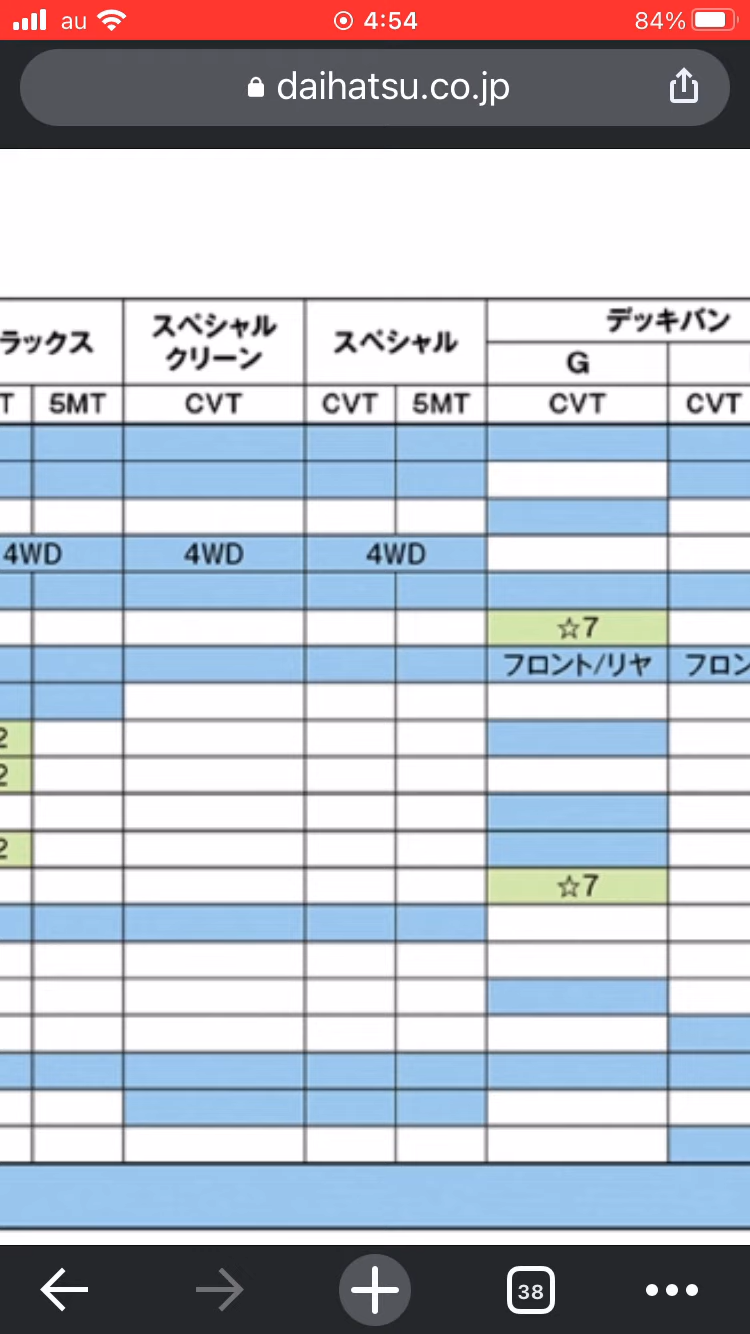 au 4:54 84%
daihatsu.co.jp
ラックス スペシャル クリーン スペシャル デッキバン
G
T 5MT CVT CVT 5MT CVT CVT
4WD 4WD 4WD
☆7
フロント/リヤ フロン
2
2
2
☆7
38